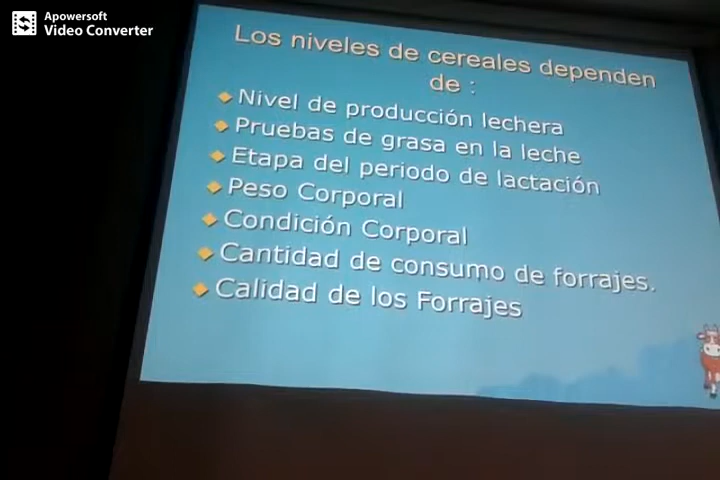 Apowersoft
Video Converter
Los niveles de cereales dependen
de :
Nivel de producción lechera
Pruebas de grasa en la leche
Etapa del periodo de lactación
Peso Corporal
Condición Corporal
Cantidad de consumo de forrajes.
Calidad de los Forrajes